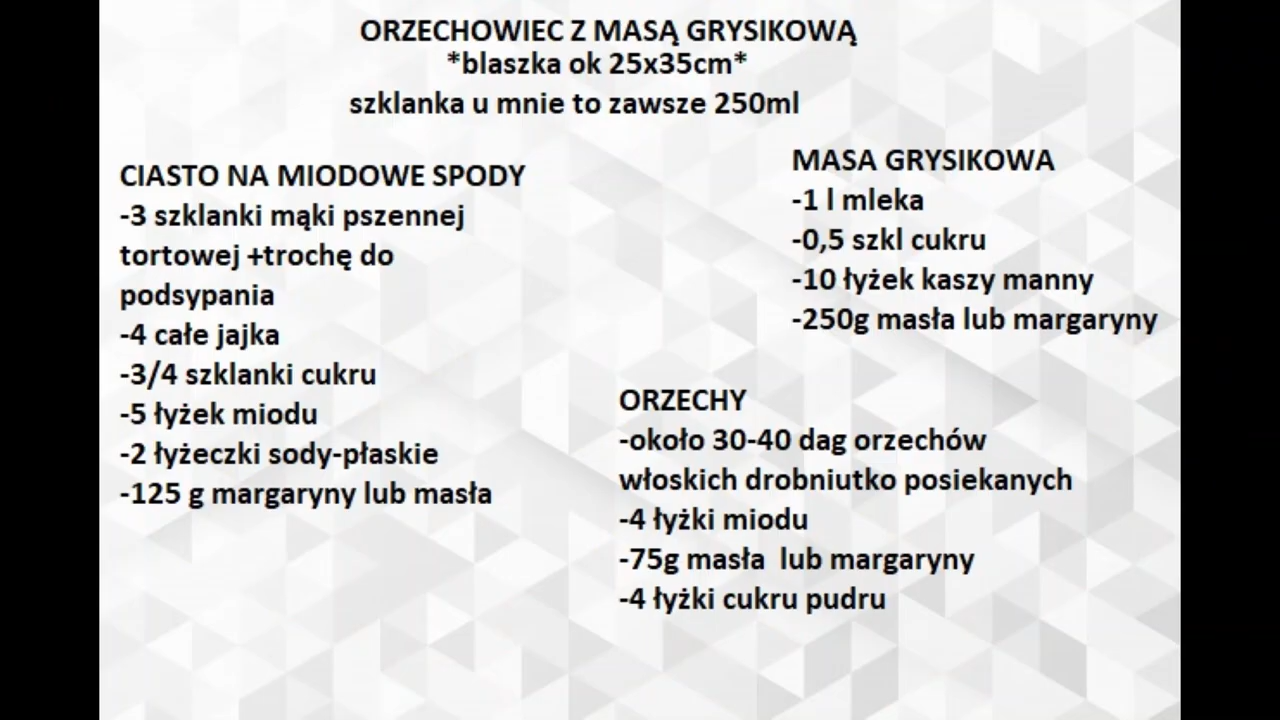 ORZECHOWIEC Z MASĄ GRYSIKOWĄ
*blaszka ok 25x35cm*
szklanka u mnie to zawsze 250ml
CIASTO NA MIODOWE SPODY
-3 szklanki mąki pszennej
tortowej +trochę do
podsypania
-4 całe jajka
-3/4 szklanki cukru
-5 łyżek miodu
-2 łyżeczki sody-płaskie
-125 g margaryny lub masła
MASA GRYSIKOWA
-1 l mleka
-0,5 szkl cukru
-10 łyżek kaszy manny
-250g masła lub margaryny
ORZECHY
-około 30-40 dag orzechów
włoskich drobniutko posiekanych
-4 łyżki miodu
-75g masła  lub margaryny
-4 łyżki cukru pudru